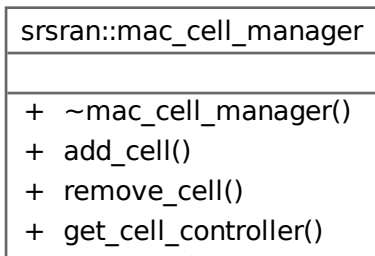 srsran::mac_cell_manager
+ ~mac_cell_manager()
+ add_cell()
+ remove_cell()
+ get_cell_controller()